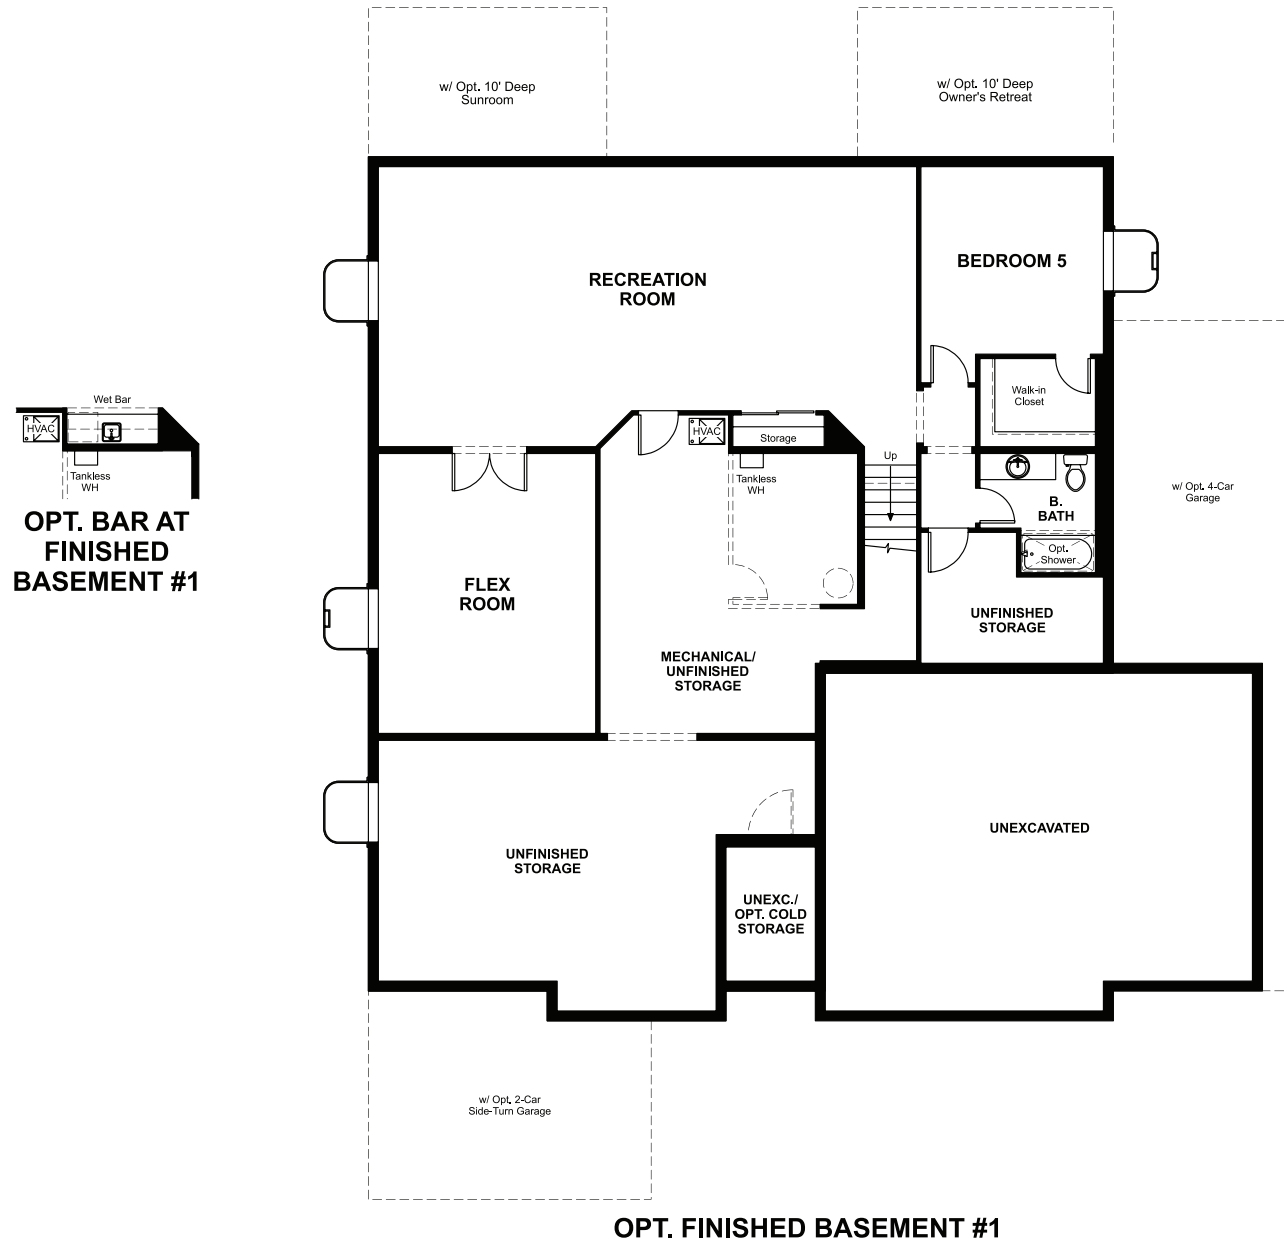 w/ Opt. 10' Deep
Sunroom
w/ Opt. 10' Deep
Owner's Retreat
RECREATION
ROOM
BEDROOM 5
Walk-in
Closet
Wet Bar
HVAC
Tankless
WH
OPT. BAR AT
FINISHED
BASEMENT #1
HVAC
Storage
Tankless
WH
Up
B.
BATH
Opt.
Shower
w/ Opt. 4-Car
Garage
FLEX
ROOM
UNFINISHED
STORAGE
MECHANICAL/
UNFINISHED
STORAGE
UNEXCAVATED
UNFINISHED
STORAGE
UNEXC./
OPT. COLD
STORAGE
w/ Opt. 2-Car
Side-Turn Garage
OPT. FINISHED BASEMENT #1